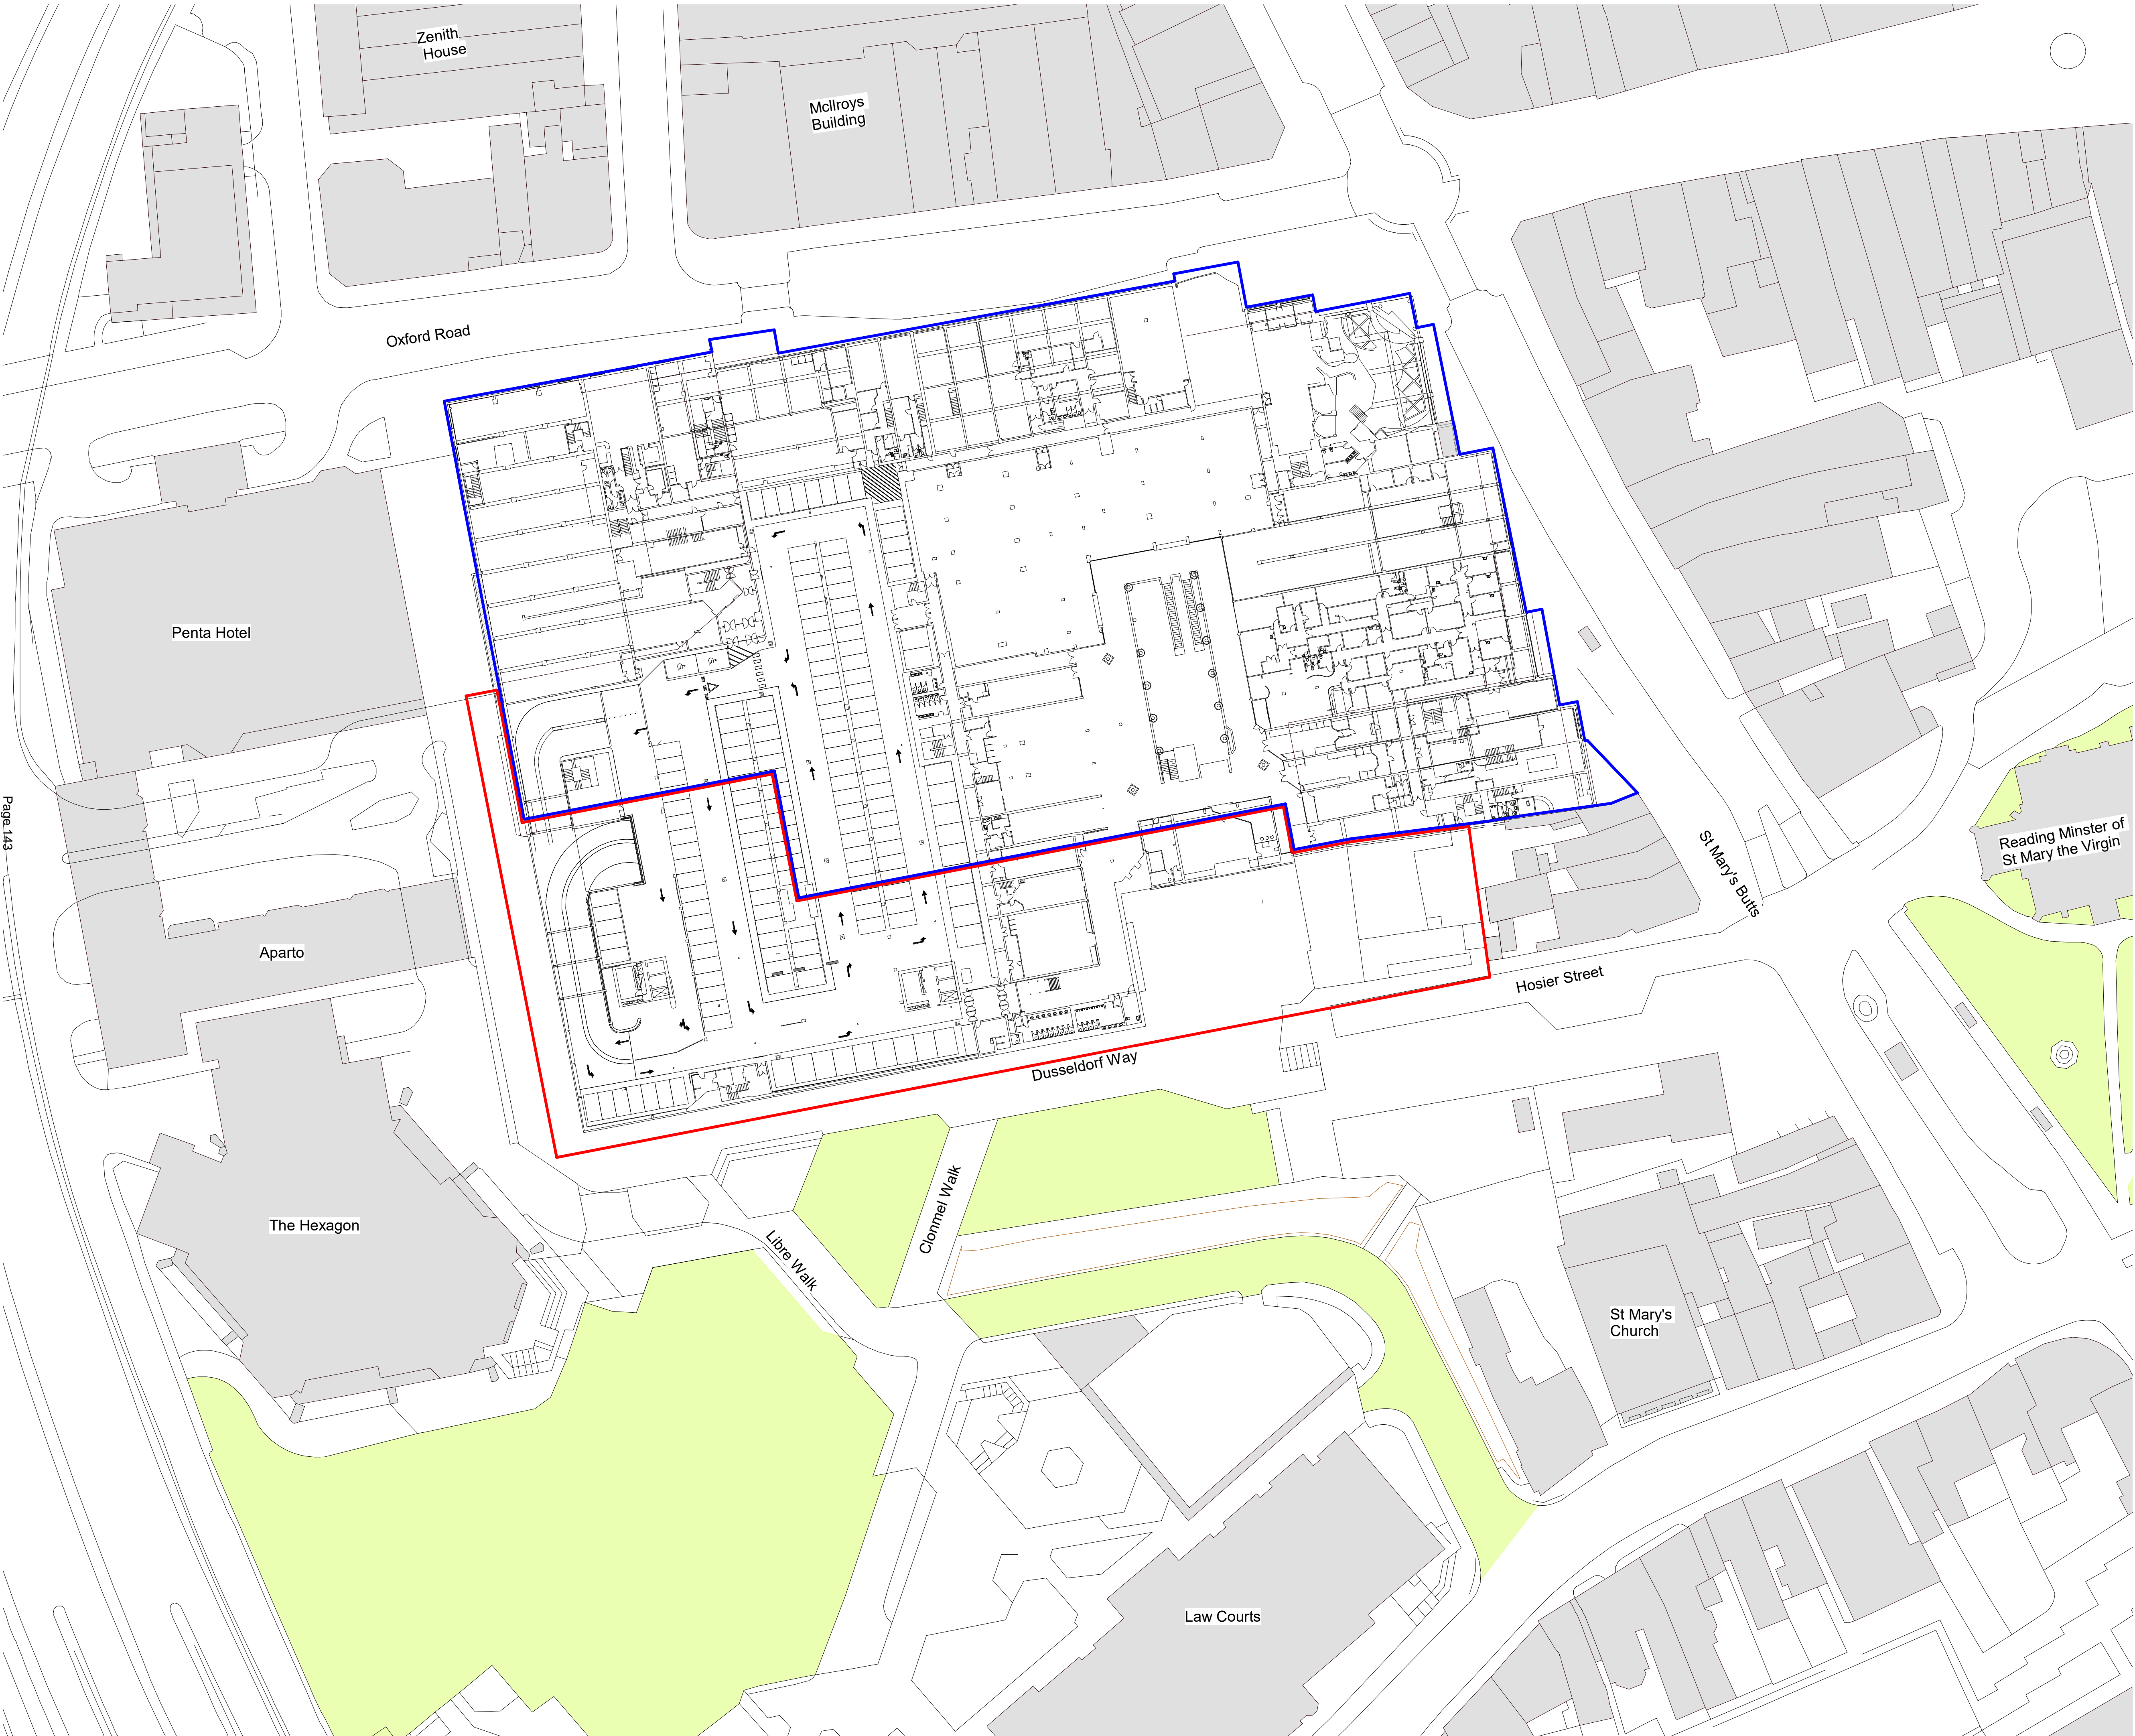 Zenith
House
McIlroys
Building
Oxford Road
Penta Hotel
Page 143
Reading Minster of
St Mary the Virgin
St Mary's Butts
Aparto
Hosier Street
Dusseldorf Way
Clonmel Walk
The Hexagon
Libre Walk
St Mary's
Church
Law Courts